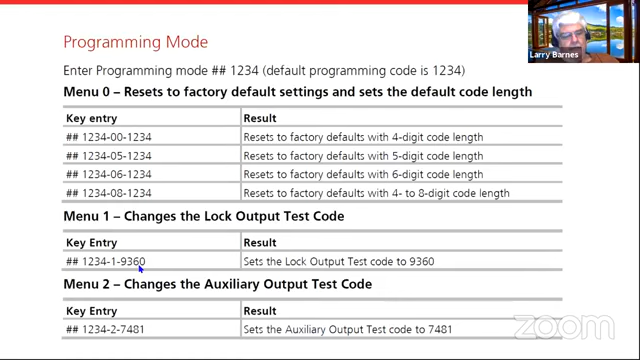 Programming Mode
Larry Barnes
Enter Programming mode ## 1234 (default programming code is 1234)
Menu 0 – Resets to factory default settings and sets the default code length
Key entry Result
## 1234-00-1234 Resets to factory defaults with 4-digit code length
## 1234-05-1234 Resets to factory defaults with 5-digit code length
## 1234-06-1234 Resets to factory defaults with 6-digit code length
## 1234-08-1234 Resets to factory defaults with 4- to 8-digit code length
Menu 1 – Changes the Lock Output Test Code
Key Entry Result
## 1234-1-9360 Sets the Lock Output Test code to 9360
Menu 2 – Changes the Auxiliary Output Test Code
Key Entry Result
## 1234-2-7481 Sets the Auxiliary Output Test code to 7481
zoom